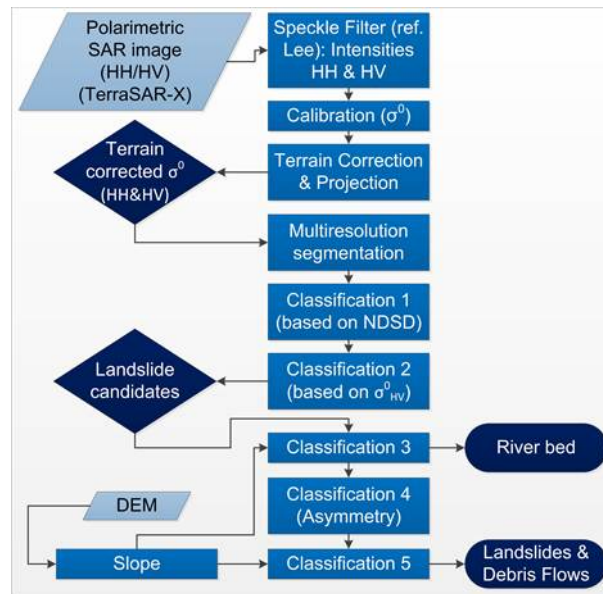 Polarimetric
SAR image
(HH/HV)
(TerraSAR-X)
Speckle Filter (ref.
Lee): Intensities
HH & HV
Calibration (σ⁰)
Terrain
corrected σ⁰
(HH&HV)
Terrain Correction
& Projection
Multiresolution
segmentation
Classification 1
(based on NDSD)
Landslide
candidates
Classification 2
(based on σ⁰HV)
Classification 3
River bed
Classification 4
(Asymmetry)
DEM
Slope
Classification 5
Landslides &
Debris Flows